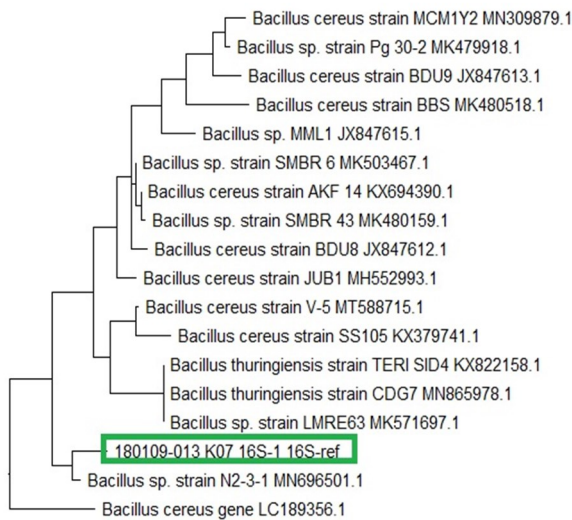 Bacillus cereus strain MCM1Y2 MN309879.1
Bacillus sp. strain Pg 30-2 MK479918.1
Bacillus cereus strain BDU9 JX847613.1
Bacillus cereus strain BBS MK480518.1
Bacillus sp. MML1 JX847615.1
Bacillus sp. strain SMBR 6 MK503467.1
Bacillus cereus strain AKF 14 KX694390.1
Bacillus sp. strain SMBR 43 MK480159.1
Bacillus cereus strain BDU8 JX847612.1
Bacillus cereus strain JUB1 MH552993.1
Bacillus cereus strain V-5 MT588715.1
Bacillus cereus strain SS105 KX379741.1
Bacillus thuringiensis strain TERI SID4 KX822158.1
Bacillus thuringiensis strain CDG7 MN865978.1
Bacillus sp. strain LMRE63 MK571697.1
180109-013 K07 16S-1 16S-ref
Bacillus sp. strain N2-3-1 MN696501.1
Bacillus cereus gene LC189356.1